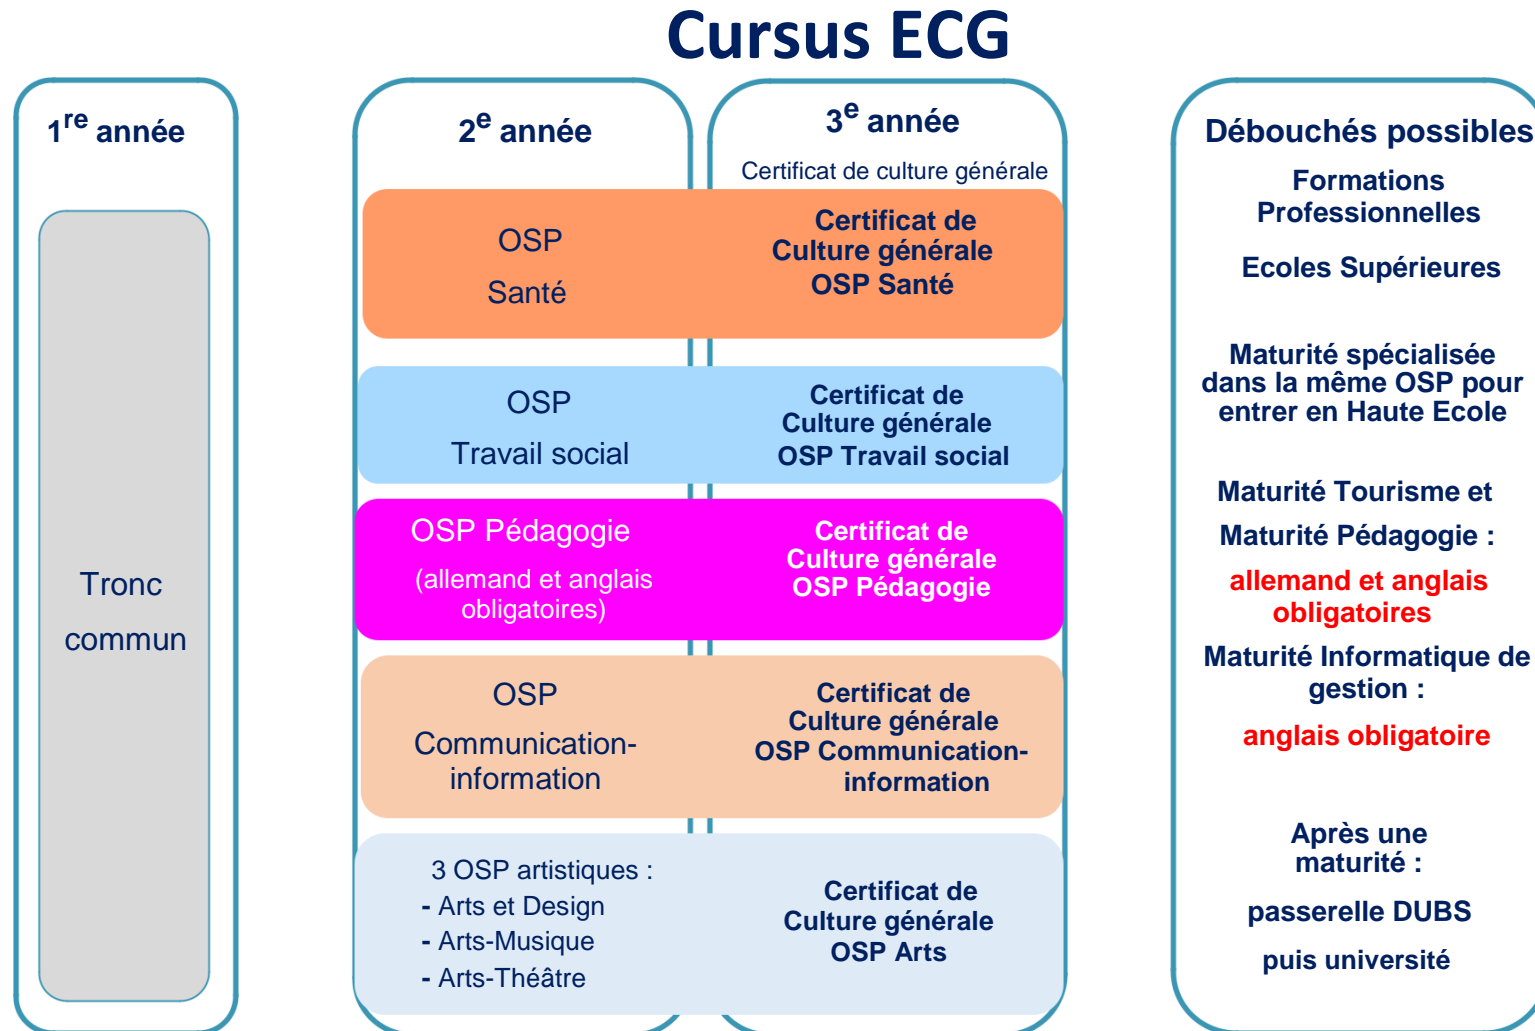 Cursus ECG
1re année
Tronc
commun
2e année
3e année
Certificat de culture générale
OSP
Santé
Certificat de
Culture générale
OSP Santé
OSP
Travail social
Certificat de
Culture générale
OSP Travail social
OSP Pédagogie
(allemand et anglais
obligatoires)
Certificat de
Culture générale
OSP Pédagogie
OSP
Communication-
information
Certificat de
Culture générale
OSP Communication-
information
3 OSP artistiques :
- Arts et Design
- Arts-Musique
- Arts-Théâtre
Certificat de
Culture générale
OSP Arts
Débouchés possibles
Formations
Professionnelles
Ecoles Supérieures
Maturité spécialisée
dans la même OSP pour
entrer en Haute Ecole
Maturité Tourisme et
Maturité Pédagogie :
allemand et anglais
obligatoires
Maturité Informatique de
gestion :
anglais obligatoire
Après une
maturité :
passerelle DUBS
puis université